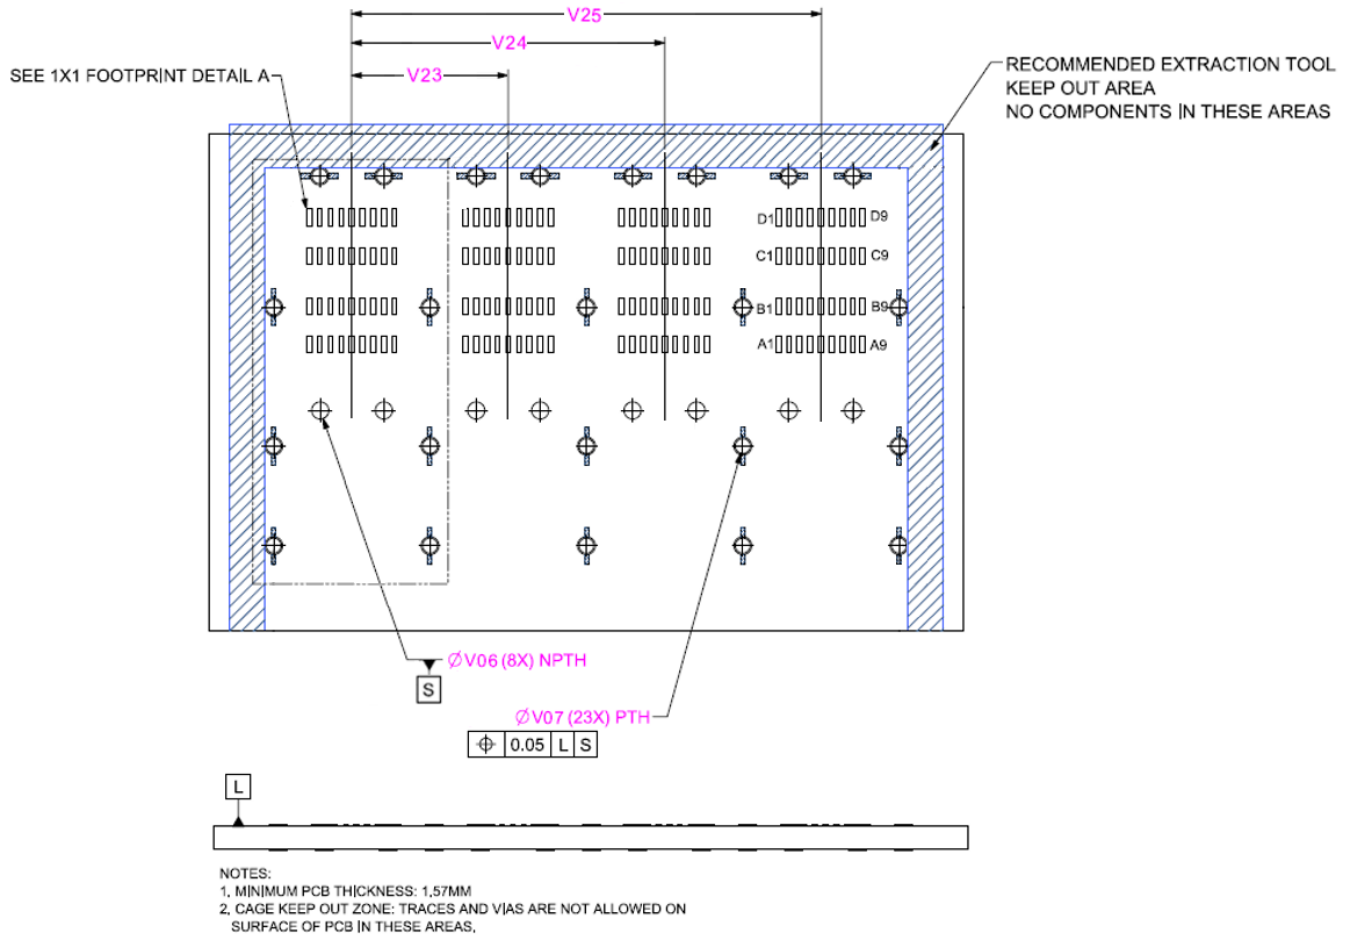 V25
V24
V23
SEE 1X1 FOOTPRINT DETAIL A
RECOMMENDED EXTRACTION TOOL
KEEP OUT AREA
NO COMPONENTS IN THESE AREAS
D1 D9
C1 C9
B1 B9
A1 A9
ØV06 (8X) NPTH
S
ØV07 (23X) PTH
⌖ 0.05 L S
L
NOTES:
1. MINIMUM PCB THICKNESS: 1.57MM
2. CAGE KEEP OUT ZONE: TRACES AND VIAS ARE NOT ALLOWED ON
SURFACE OF PCB IN THESE AREAS.